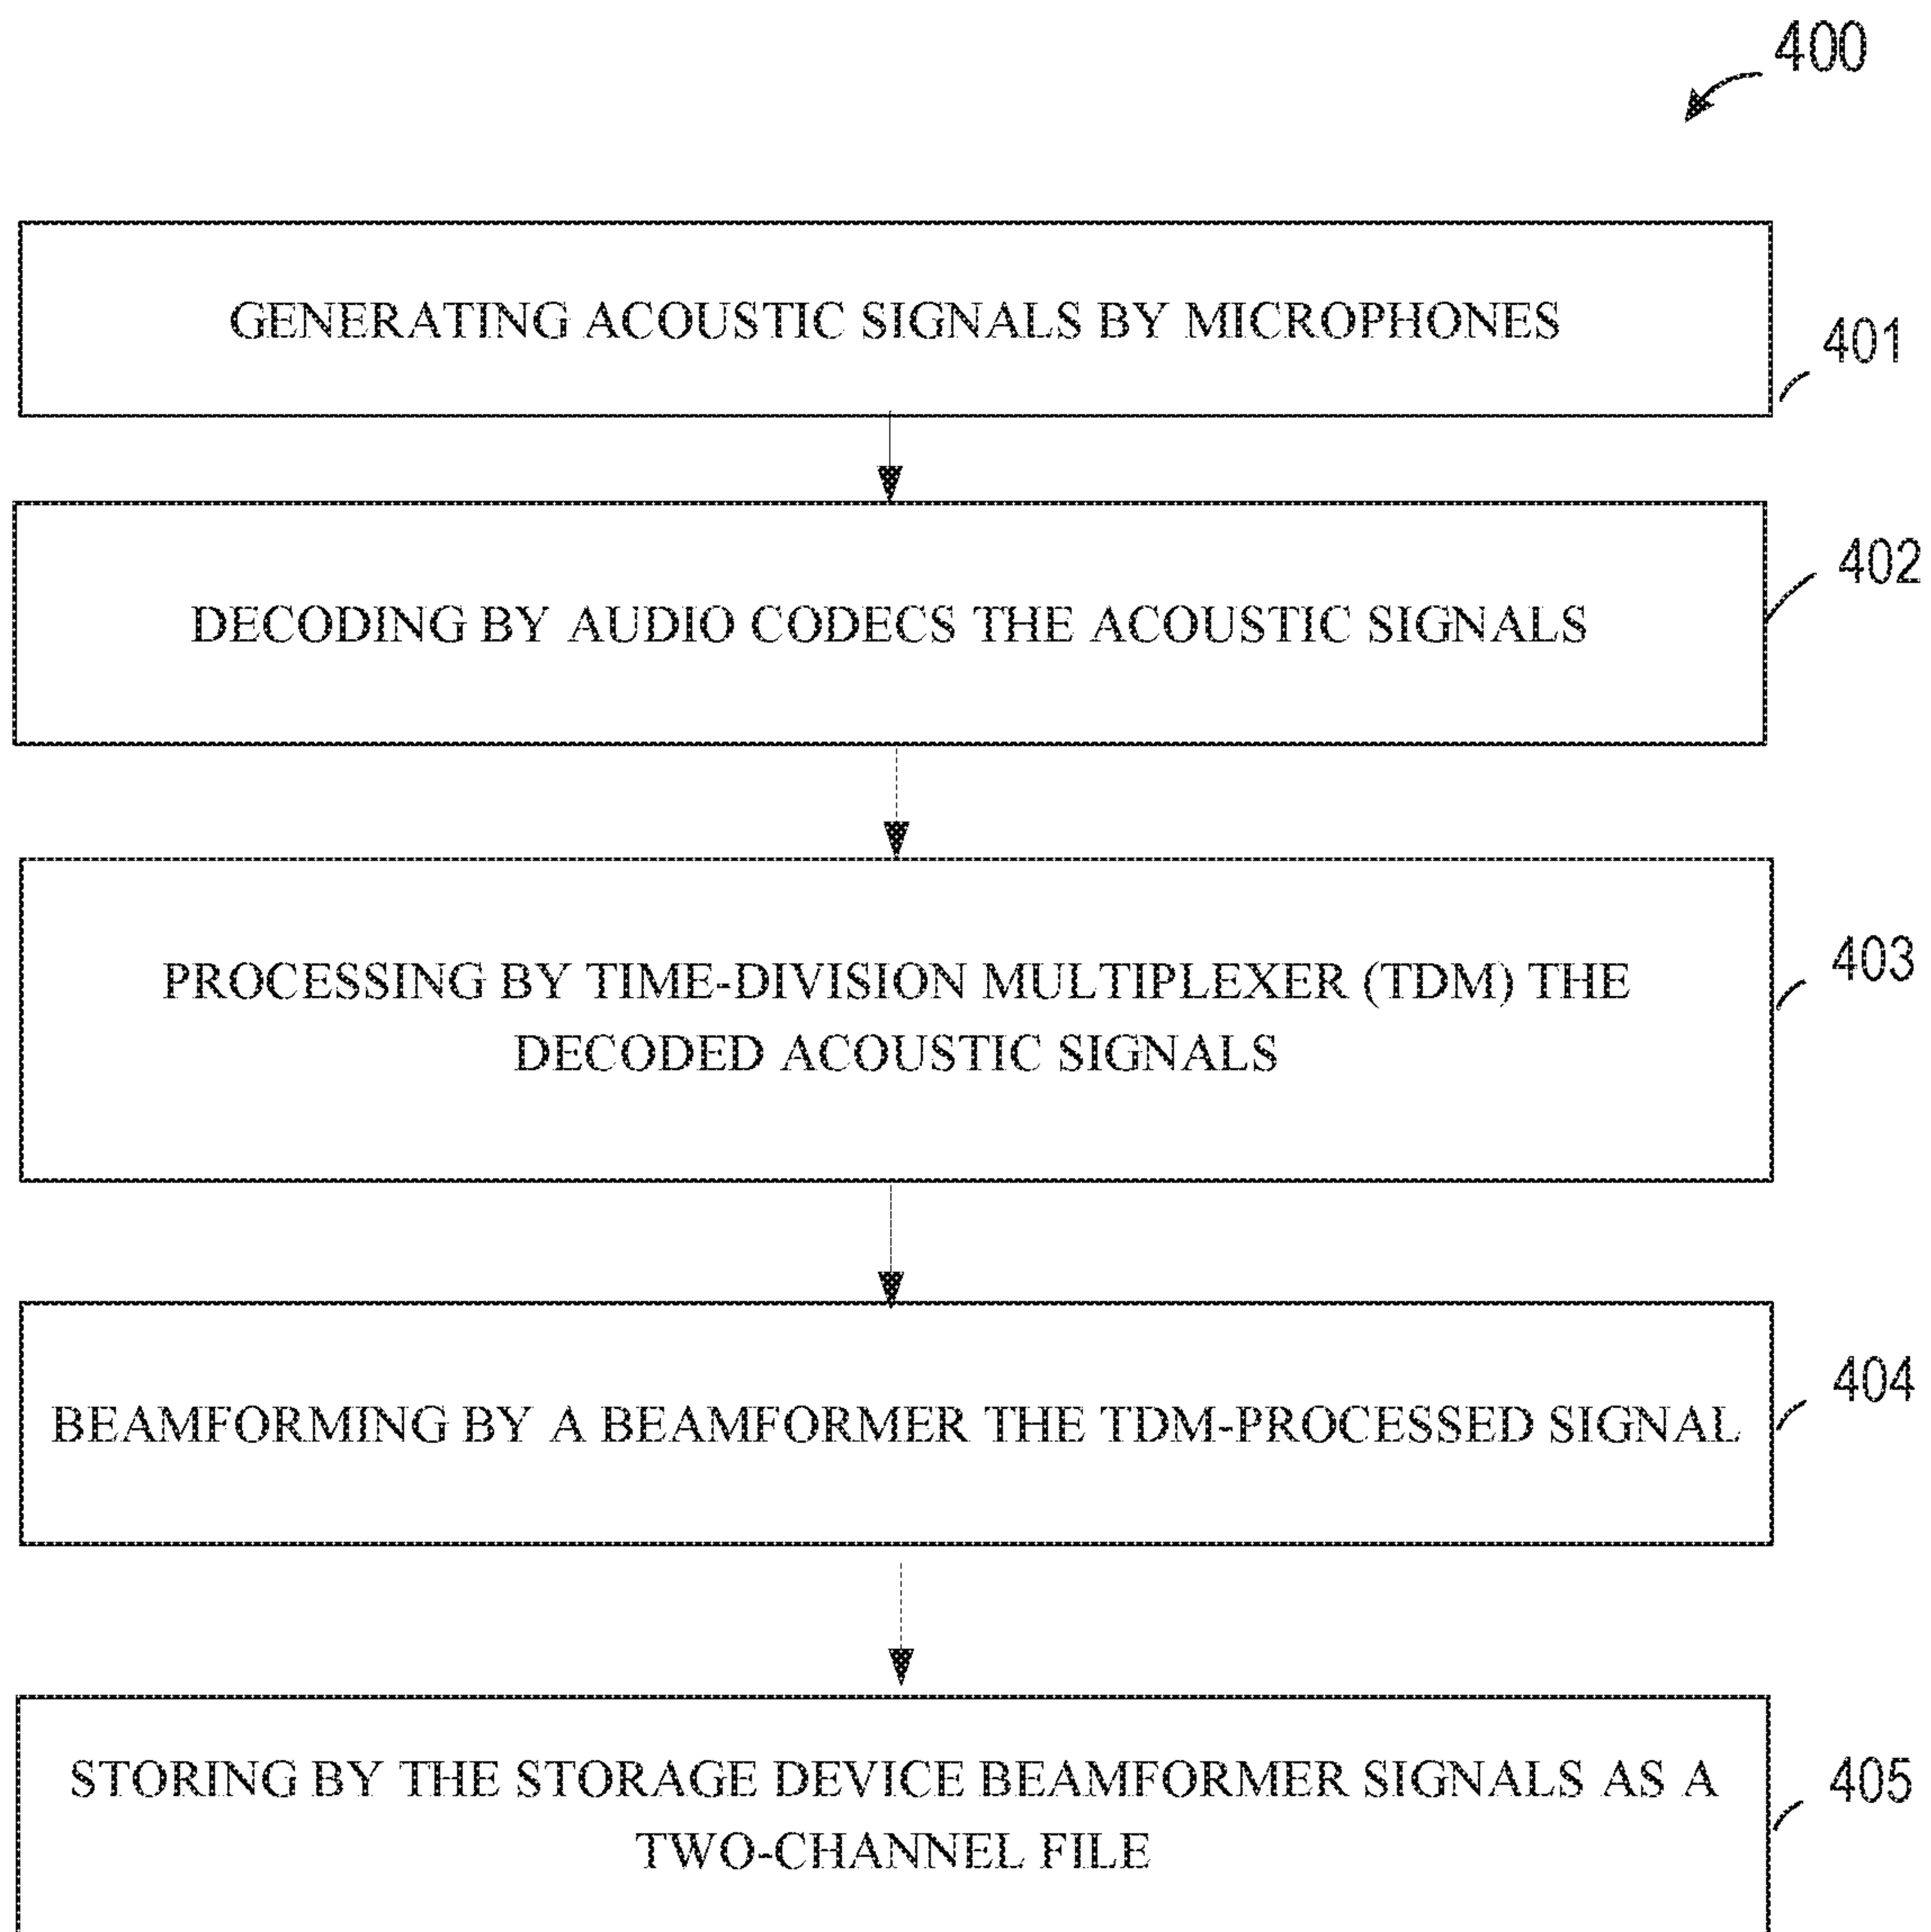 400
GENERATING ACOUSTIC SIGNALS BY MICROPHONES
401
DECODING BY AUDIO CODECS THE ACOUSTIC SIGNALS
402
PROCESSING BY TIME-DIVISION MULTIPLEXER (TDM) THE
DECODED ACOUSTIC SIGNALS
403
BEAMFORMING BY A BEAMFORMER THE TDM-PROCESSED SIGNAL
404
STORING BY THE STORAGE DEVICE BEAMFORMER SIGNALS AS A
TWO-CHANNEL FILE
405